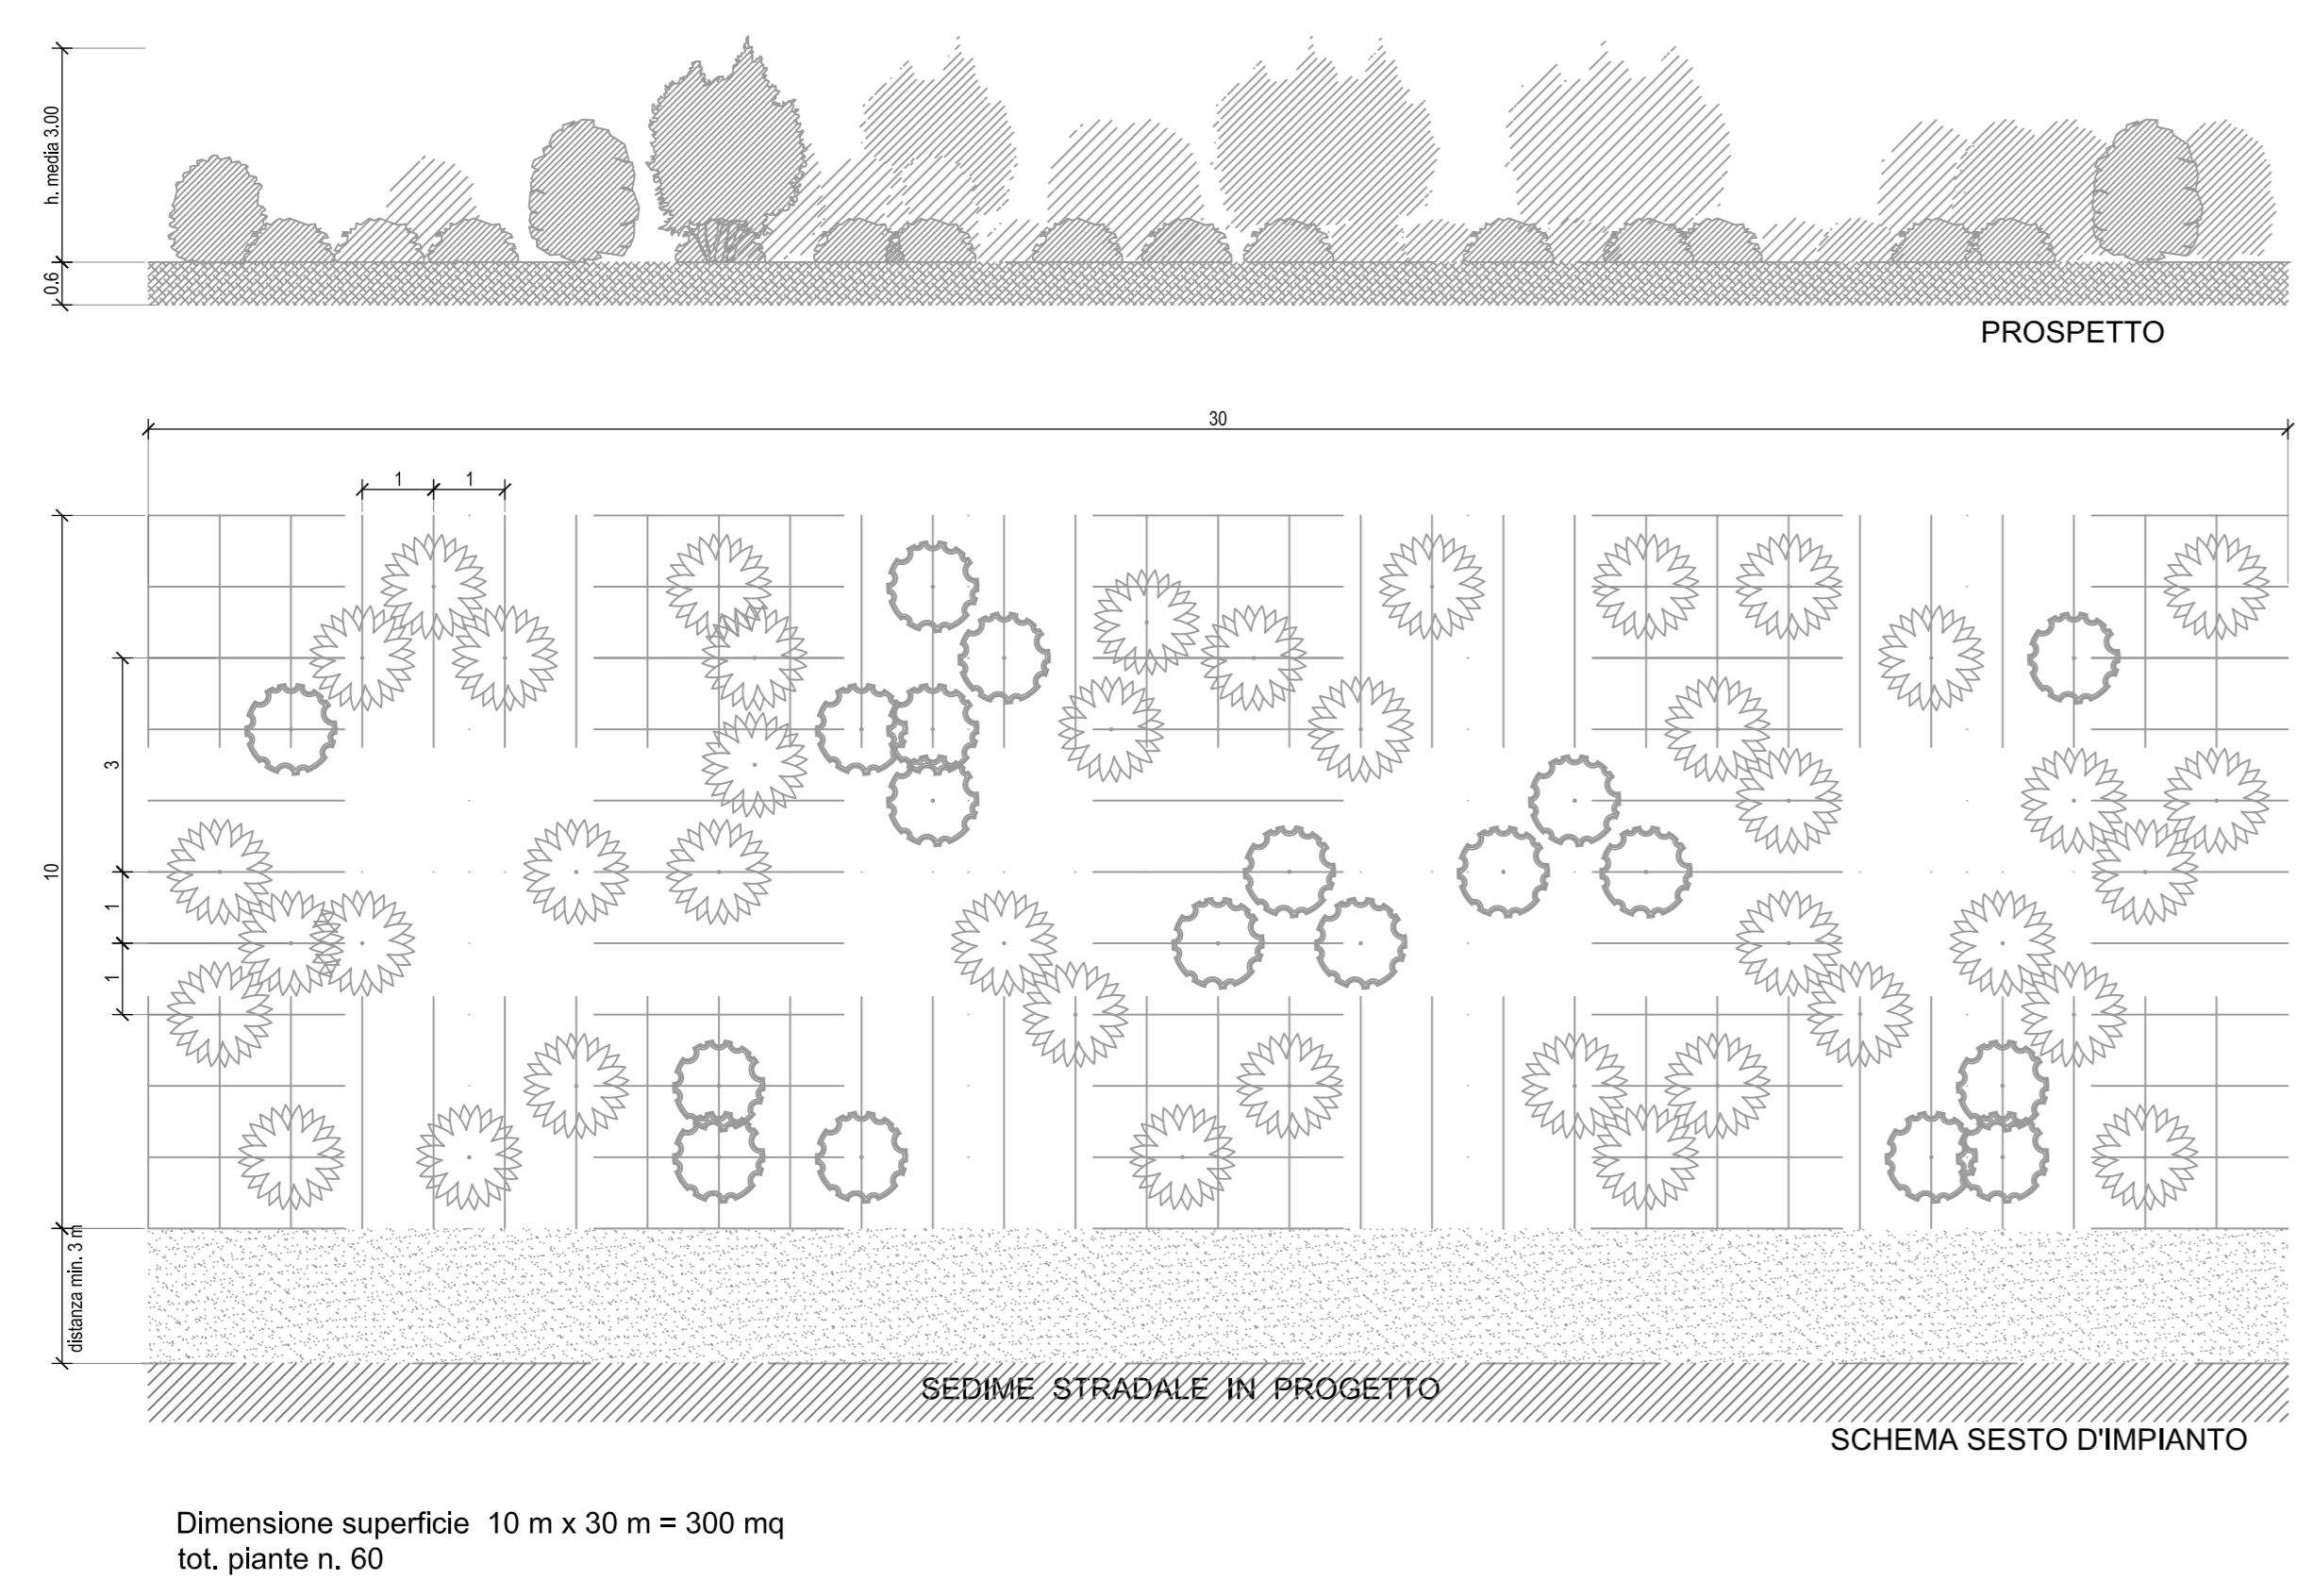 h. media 3.00
0.6
PROSPETTO
30
1 1
3
10
1
1
distanza min. 3 m
SEDIME STRADALE IN PROGETTO
SCHEMA SESTO D'IMPIANTO
Dimensione superficie 10 m x 30 m = 300 mq
tot. piante n. 60